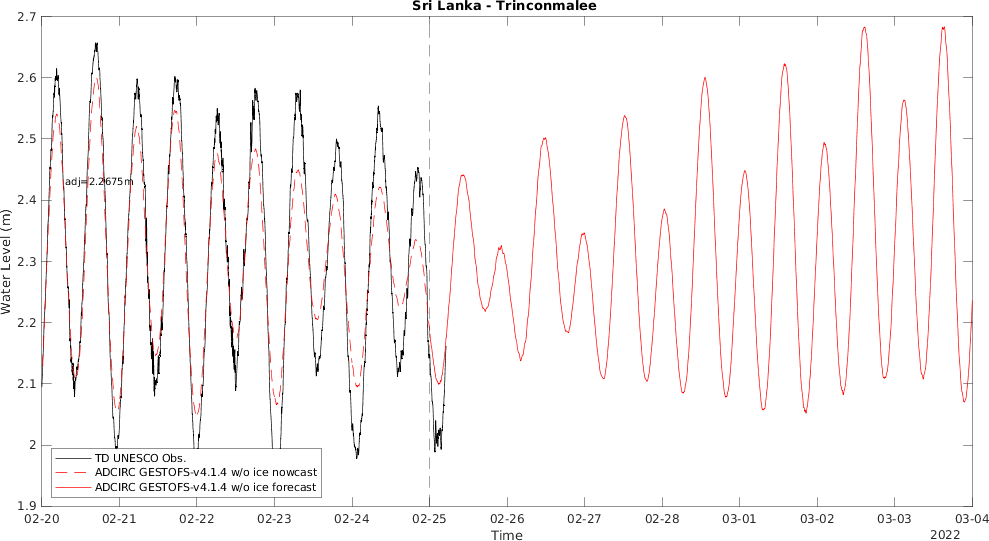 Sri Lanka - Trinconmalee
2.7
2.6
2.5
2.4
2.3
2.2
2.1
2
1.9
Water Level (m)
adj=2.2675m
TD UNESCO Obs.
ADCIRC GESTOFS-v4.1.4 w/o ice nowcast
ADCIRC GESTOFS-v4.1.4 w/o ice forecast
02-20 02-21 02-22 02-23 02-24 02-25 02-26 02-27 02-28 03-01 03-02 03-03 03-04
Time
2022